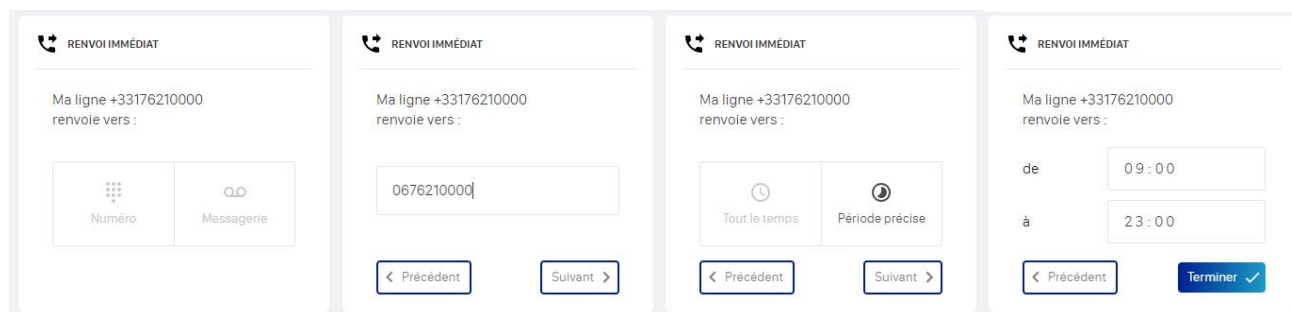 RENVOI IMMÉDIAT
Ma ligne +33176210000
renvoie vers :
Numéro
Messagerie
RENVOI IMMÉDIAT
Ma ligne +33176210000
renvoie vers :
0676210000
Précédent
Suivant
RENVOI IMMÉDIAT
Ma ligne +33176210000
renvoie vers :
Tout le temps
Période précise
Précédent
Suivant
RENVOI IMMÉDIAT
Ma ligne +33176210000
renvoie vers :
de 09:00
à 23:00
Précédent
Terminer